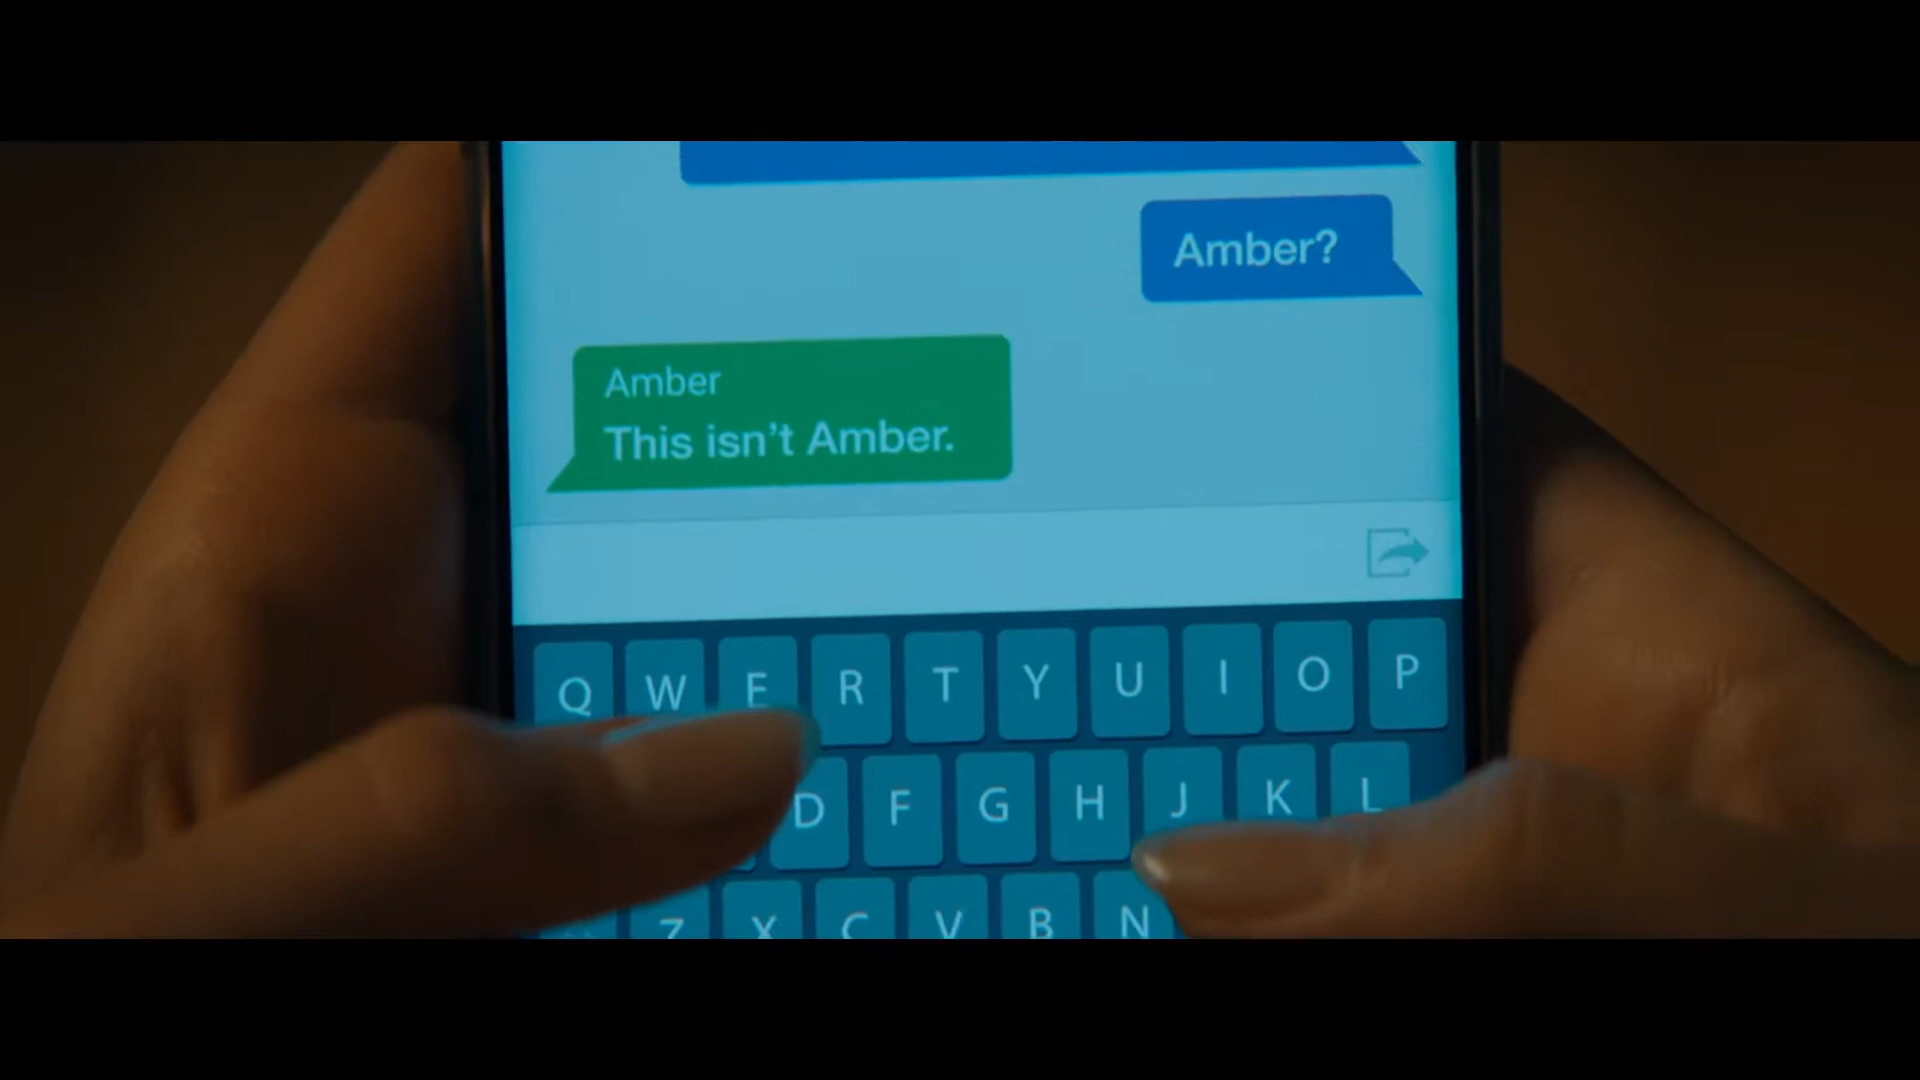 Amber?
Amber
This isn't Amber.
Q W E R T Y U I O P
D F G H J K L
Z X C V B N